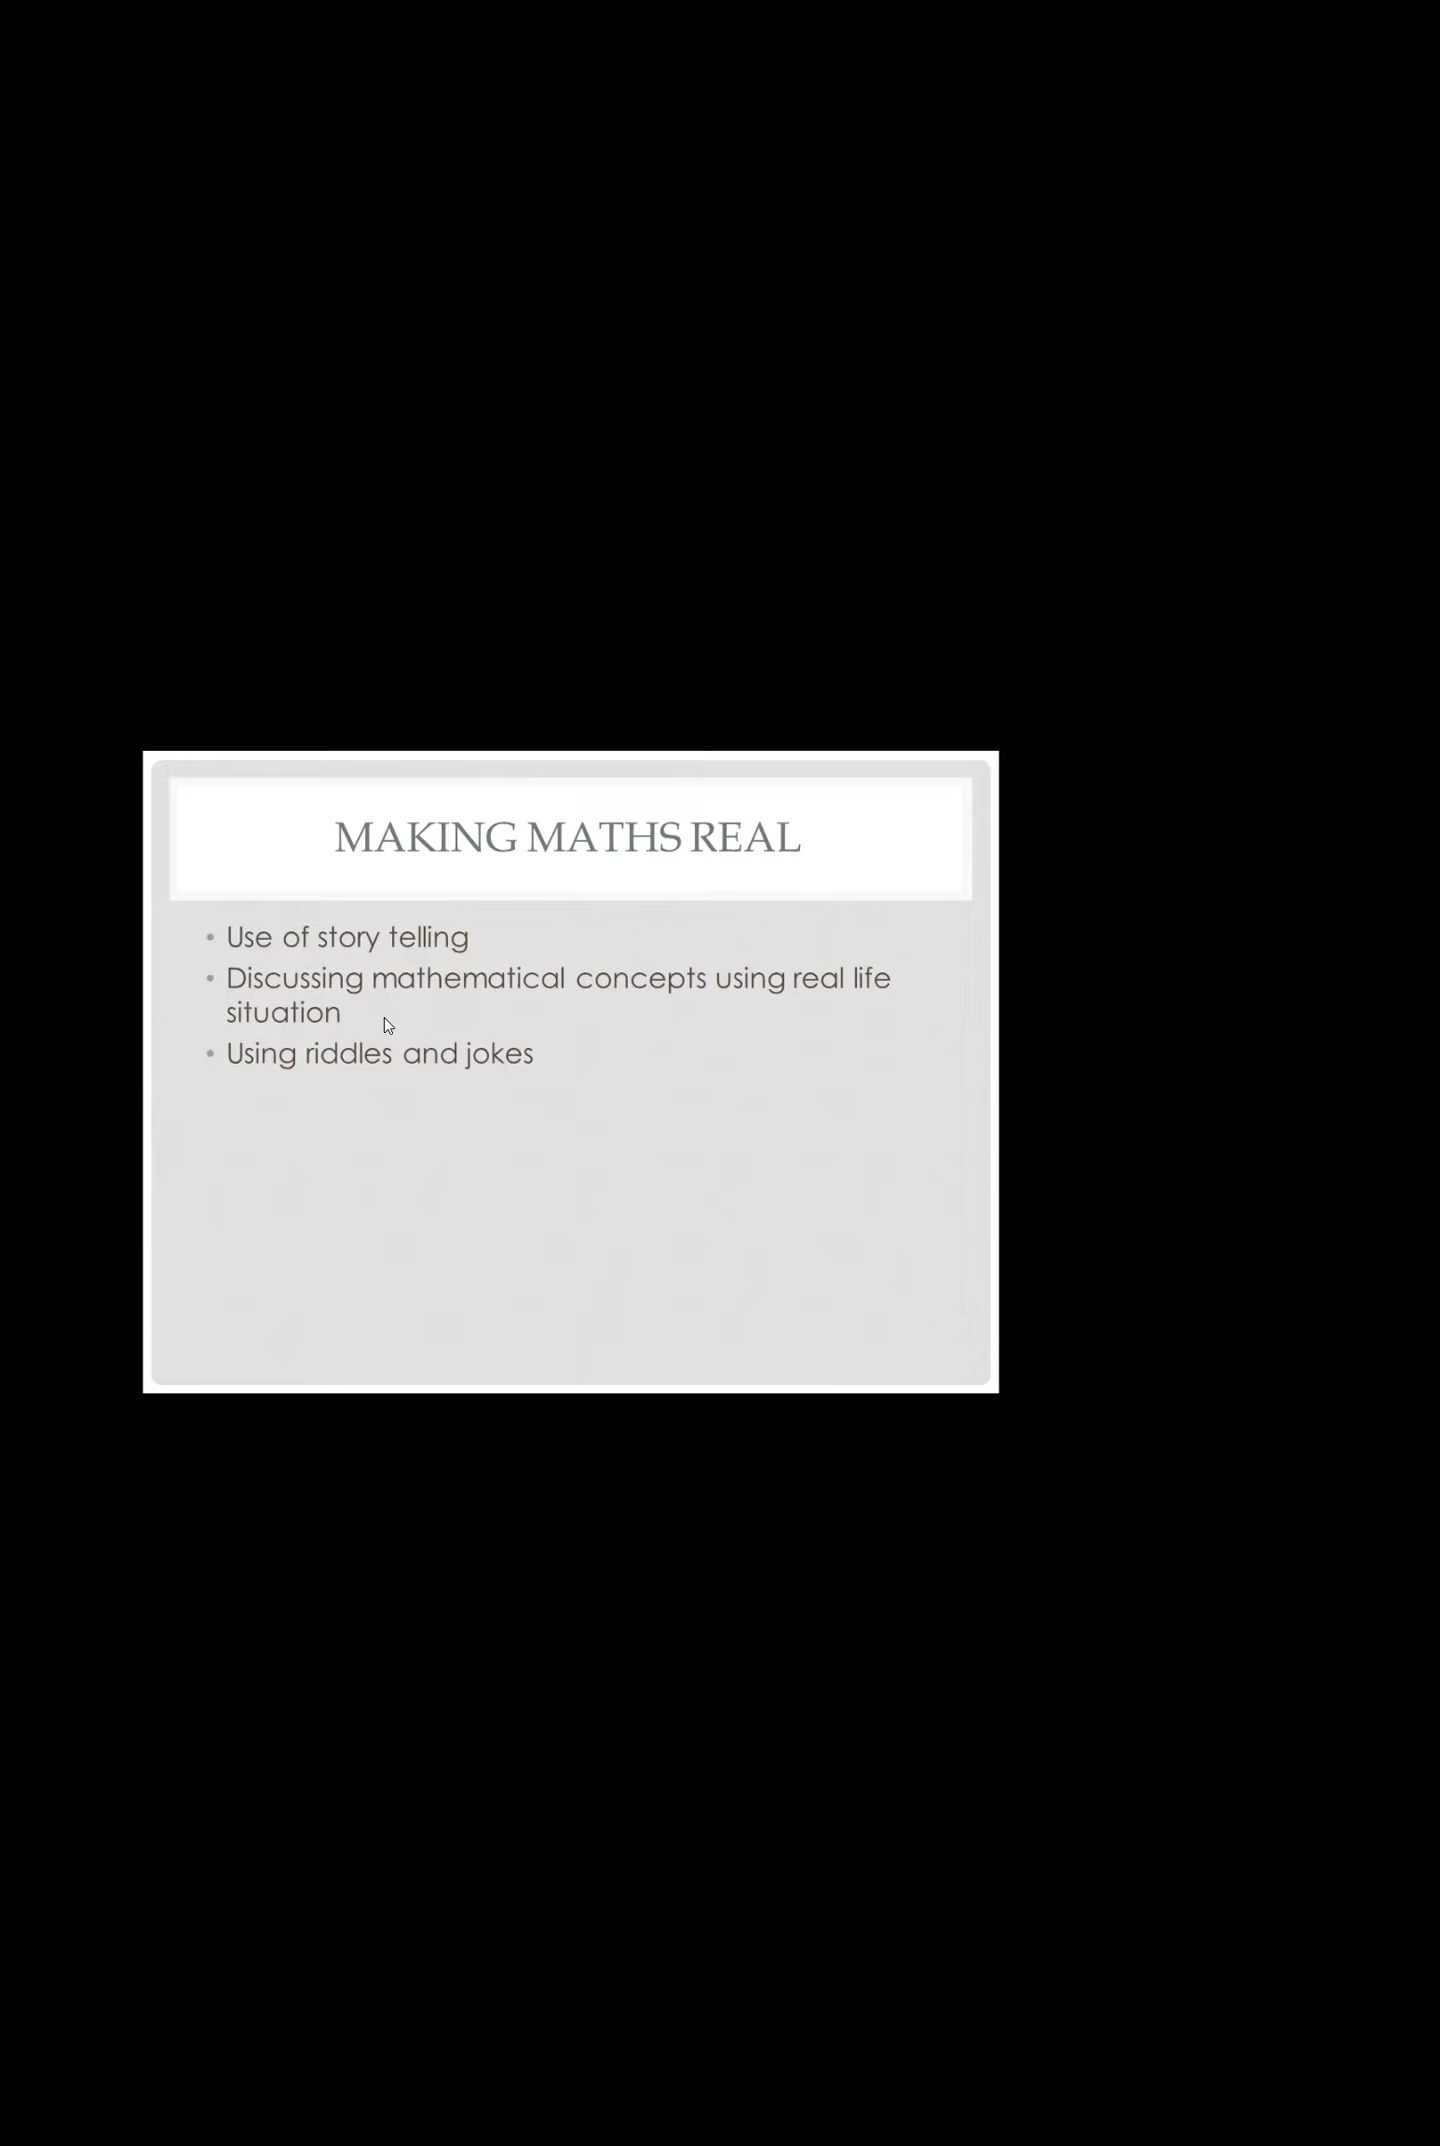 MAKING MATHS REAL
• Use of story telling
• Discussing mathematical concepts using real life
situation
• Using riddles and jokes